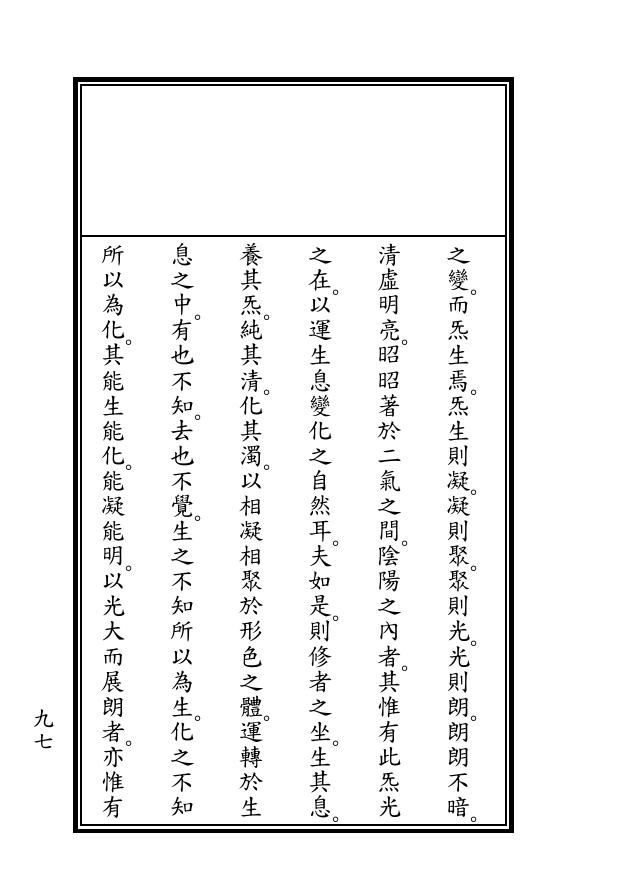 之變。而炁生焉。炁生則凝。凝則聚。聚則光。光則朗。朗朗不暗。
清虛明亮。昭昭著於二氣之間。陰陽之內者。其惟有此炁光
之在。以運生息變化之自然耳。夫如是。則修者之坐。生其息。
養其炁。純其清。化其濁。以相凝相聚於形色之體。運轉於生
息之中。有也不知。去也不覺。生之不知所以為生。化之不知
所以為化。其能生能化。能凝能明。以光大而展朗者。亦惟有
九七